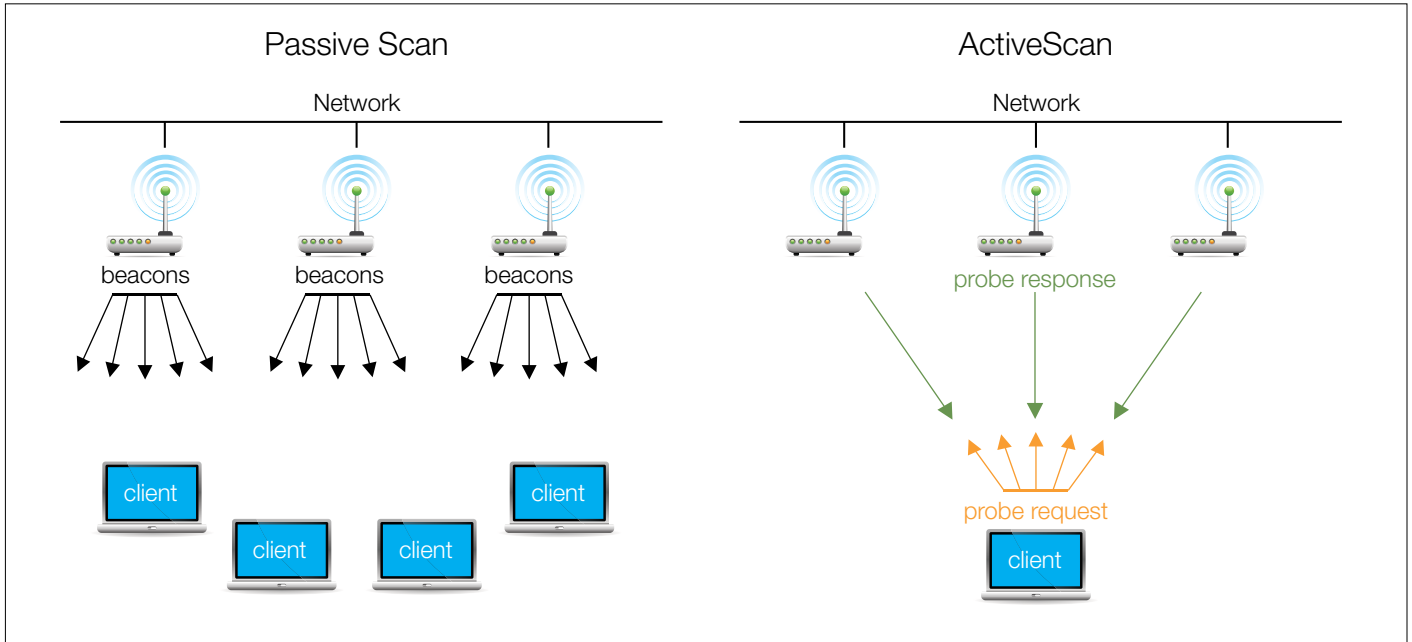 Passive Scan
Network
beacons
beacons
beacons
client
client
client
client
ActiveScan
Network
probe response
probe request
client